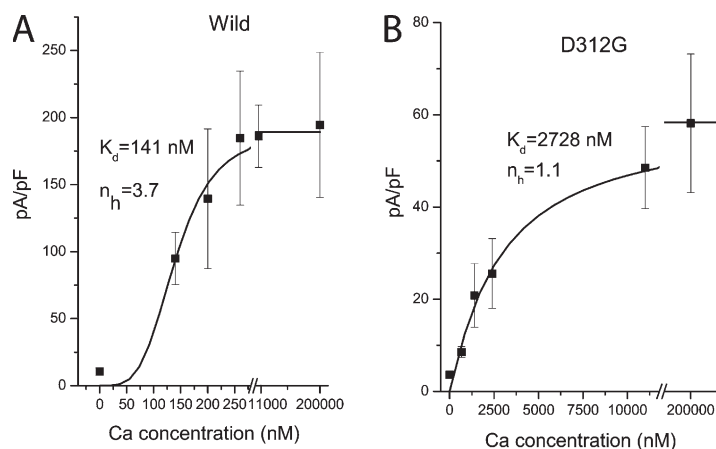 A
Wild
250
200
150
100
50
0
pA/pF
Kd=141 nM
nh=3.7
0 50 100 150 200 250 11000 200000
Ca concentration (nM)
B
D312G
80
60
40
20
0
pA/pF
Kd=2728 nM
nh=1.1
0 2500 5000 7500 10000 200000
Ca concentration (nM)